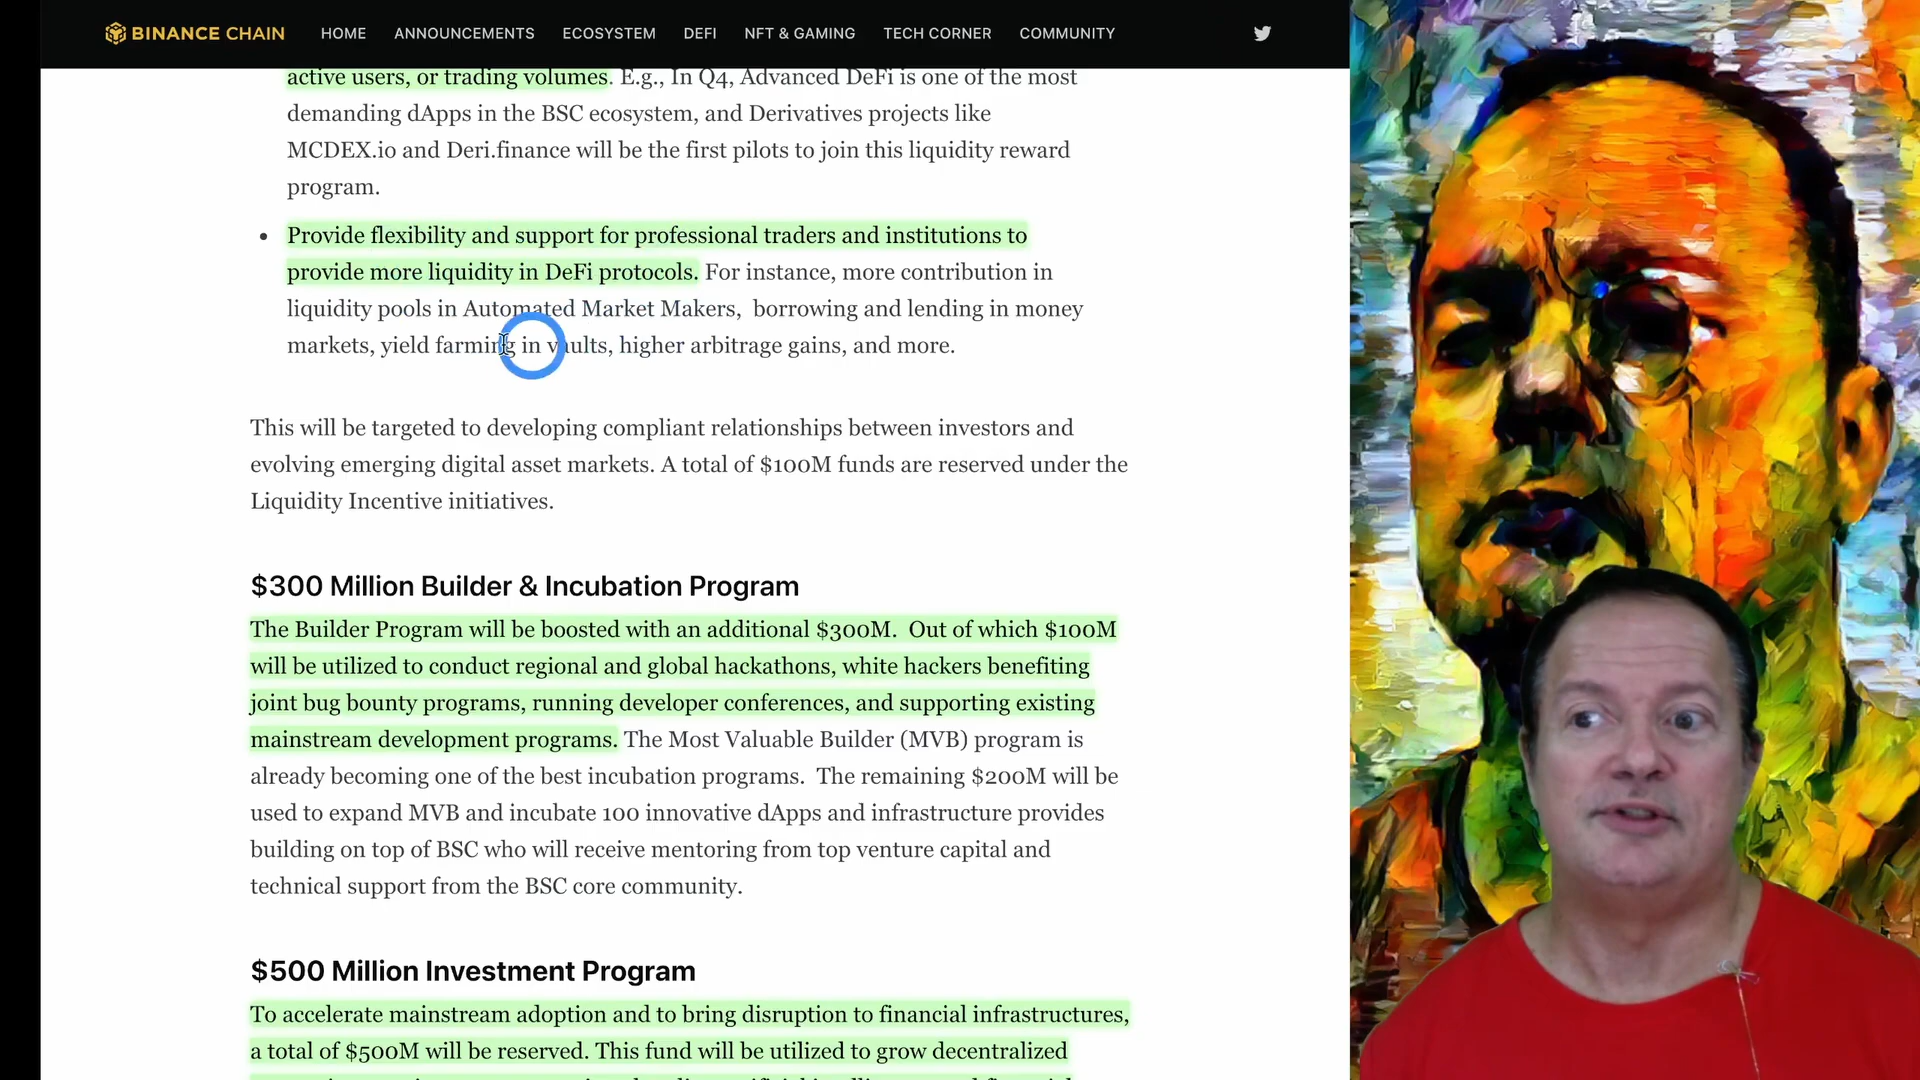 BINANCE CHAIN HOME ANNOUNCEMENTS ECOSYSTEM DEFI NFT & GAMING TECH CORNER COMMUNITY
active users, or trading volumes. E.g., In Q4, Advanced DeFi is one of the most
demanding dApps in the BSC ecosystem, and Derivatives projects like
MCDEX.io and Deri.finance will be the first pilots to join this liquidity reward
program.
• Provide flexibility and support for professional traders and institutions to
provide more liquidity in DeFi protocols. For instance, more contribution in
liquidity pools in Automated Market Makers,  borrowing and lending in money
markets, yield farming in vaults, higher arbitrage gains, and more.
This will be targeted to developing compliant relationships between investors and
evolving emerging digital asset markets. A total of $100M funds are reserved under the
Liquidity Incentive initiatives.
$300 Million Builder & Incubation Program
The Builder Program will be boosted with an additional $300M.  Out of which $100M
will be utilized to conduct regional and global hackathons, white hackers benefiting
joint bug bounty programs, running developer conferences, and supporting existing
mainstream development programs. The Most Valuable Builder (MVB) program is
already becoming one of the best incubation programs.  The remaining $200M will be
used to expand MVB and incubate 100 innovative dApps and infrastructure provides
building on top of BSC who will receive mentoring from top venture capital and
technical support from the BSC core community.
$500 Million Investment Program
To accelerate mainstream adoption and to bring disruption to financial infrastructures,
a total of $500M will be reserved. This fund will be utilized to grow decentralized